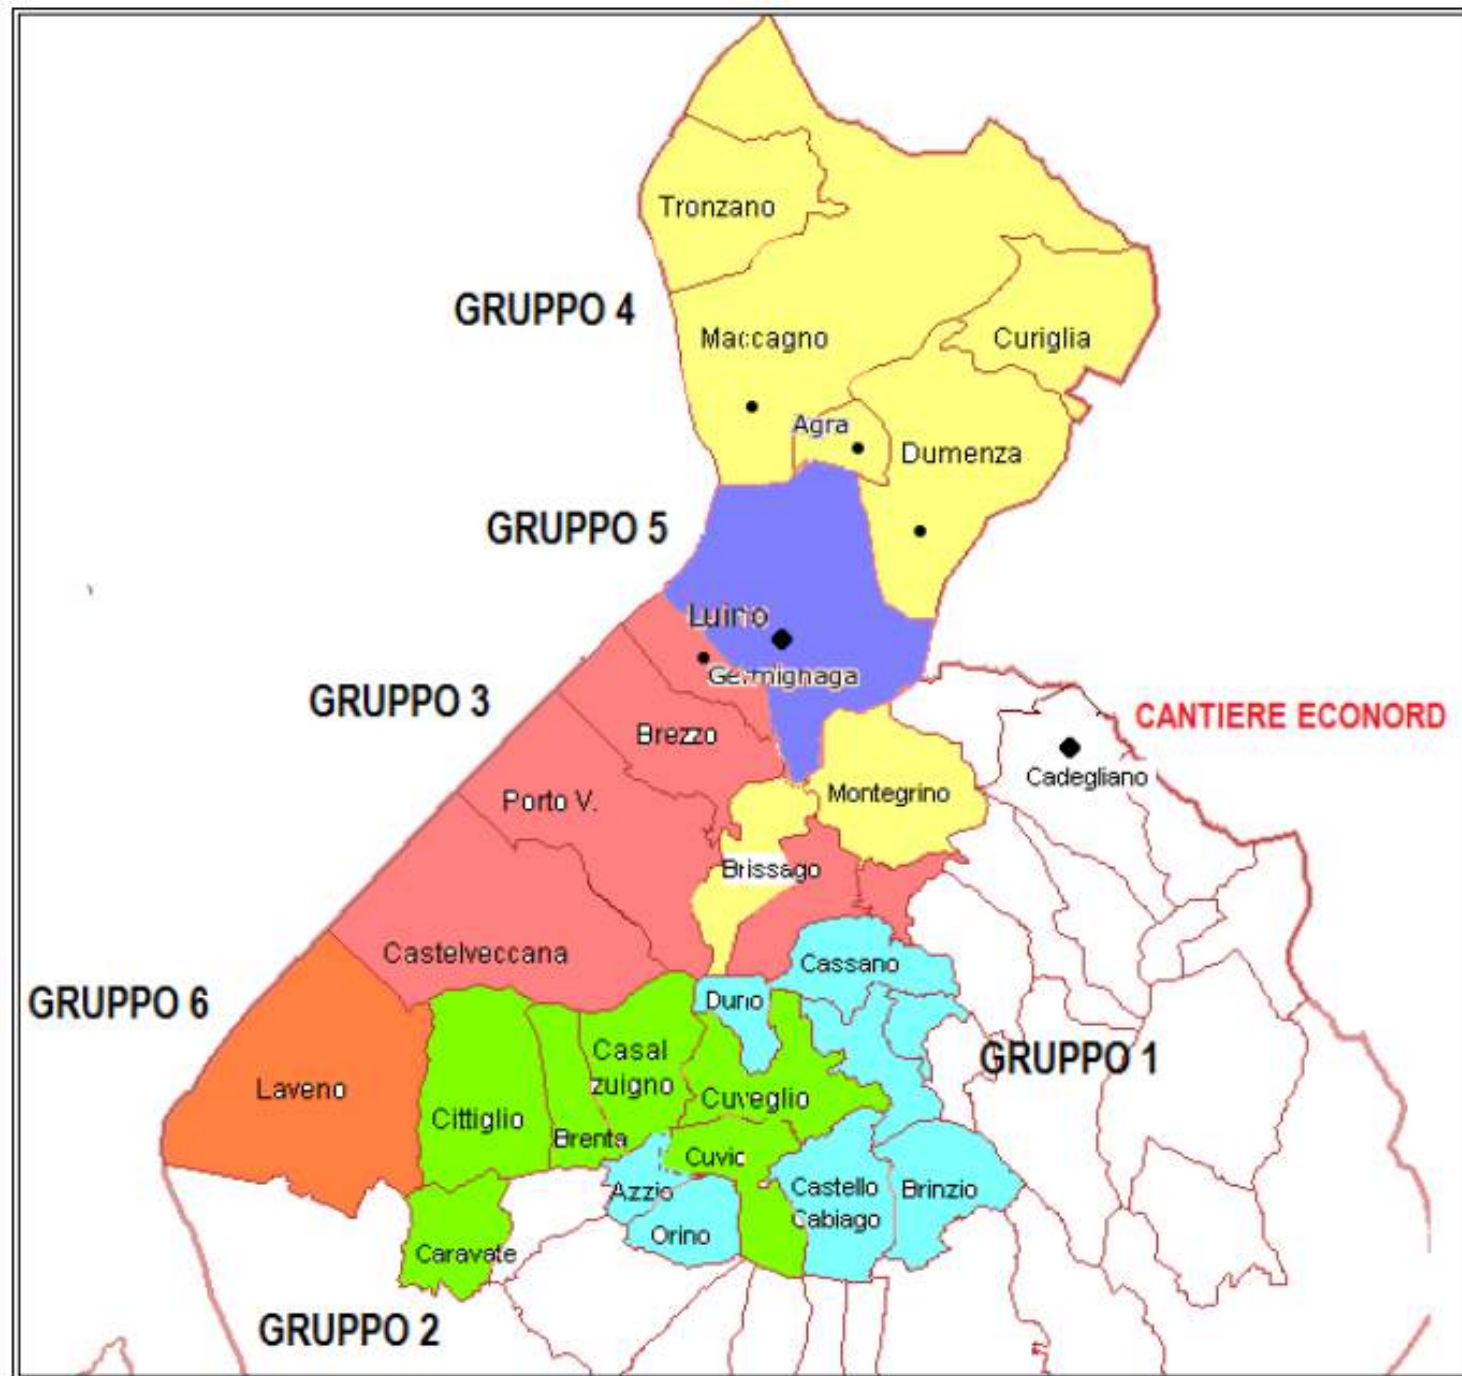 Tronzano
GRUPPO 4
Maccagno
Curiglia
Agra
Dumenza
GRUPPO 5
Luino
Germignaga
GRUPPO 3
CANTIERE ECONORD
Brezzo
Cadegliano
Porto V.
Montegrino
Brissago
Castelveccana
Cassano
GRUPPO 6
Duno
Casal
zuigno
GRUPPO 1
Laveno
Cittiglio
Cuveglio
Brenta
Cuvio
Azzio
Castello
Cabiago
Brinzio
Orino
Caravate
GRUPPO 2